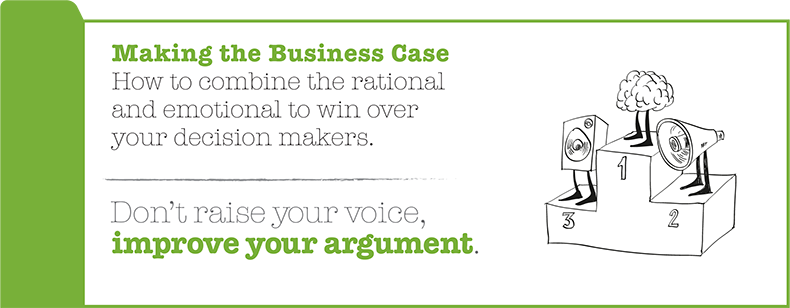 Making the Business Case
How to combine the rational
and emotional to win over
your decision makers.
Don't raise your voice,
improve your argument.
1
2
3